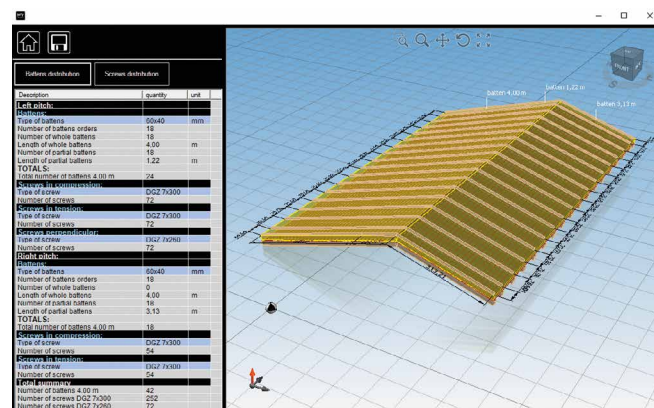 Battens distribution
Screws distribution
Description quantity unit
Left pitch:
Battens:
Type of battens 60x40 mm
Number of battens orders 18
Number of whole battens 18
Length of whole battens 4,00 m
Number of partial battens 18
Length of partial battens 1,22 m
TOTALS:
Total number of battens 4,00 m 24
Screws in compression:
Type of screw DGZ 7x300
Number of screws 72
Screws in tension:
Type of screw DGZ 7x300
Number of screws 72
Screws perpendicular:
Type of screw DGZ 7x260
Number of screws 72
Right pitch:
Battens:
Type of battens 60x40 mm
Number of battens orders 18
Number of whole battens 0
Length of whole battens 4,00 m
Number of partial battens 18
Length of partial battens 3,13 m
TOTALS:
Total number of battens 4,00 m 18
Screws in compression:
Type of screw DGZ 7x300
Number of screws 54
Screws in tension:
Type of screw DGZ 7x300
Number of screws 54
Total summary
Number of battens 4,00 m 42
Number of screws DGZ 7x300 252
Number of screws DGZ 7x260 72
batten 4,00 m
batten 1,22 m
batten 3,13 m
FRONT